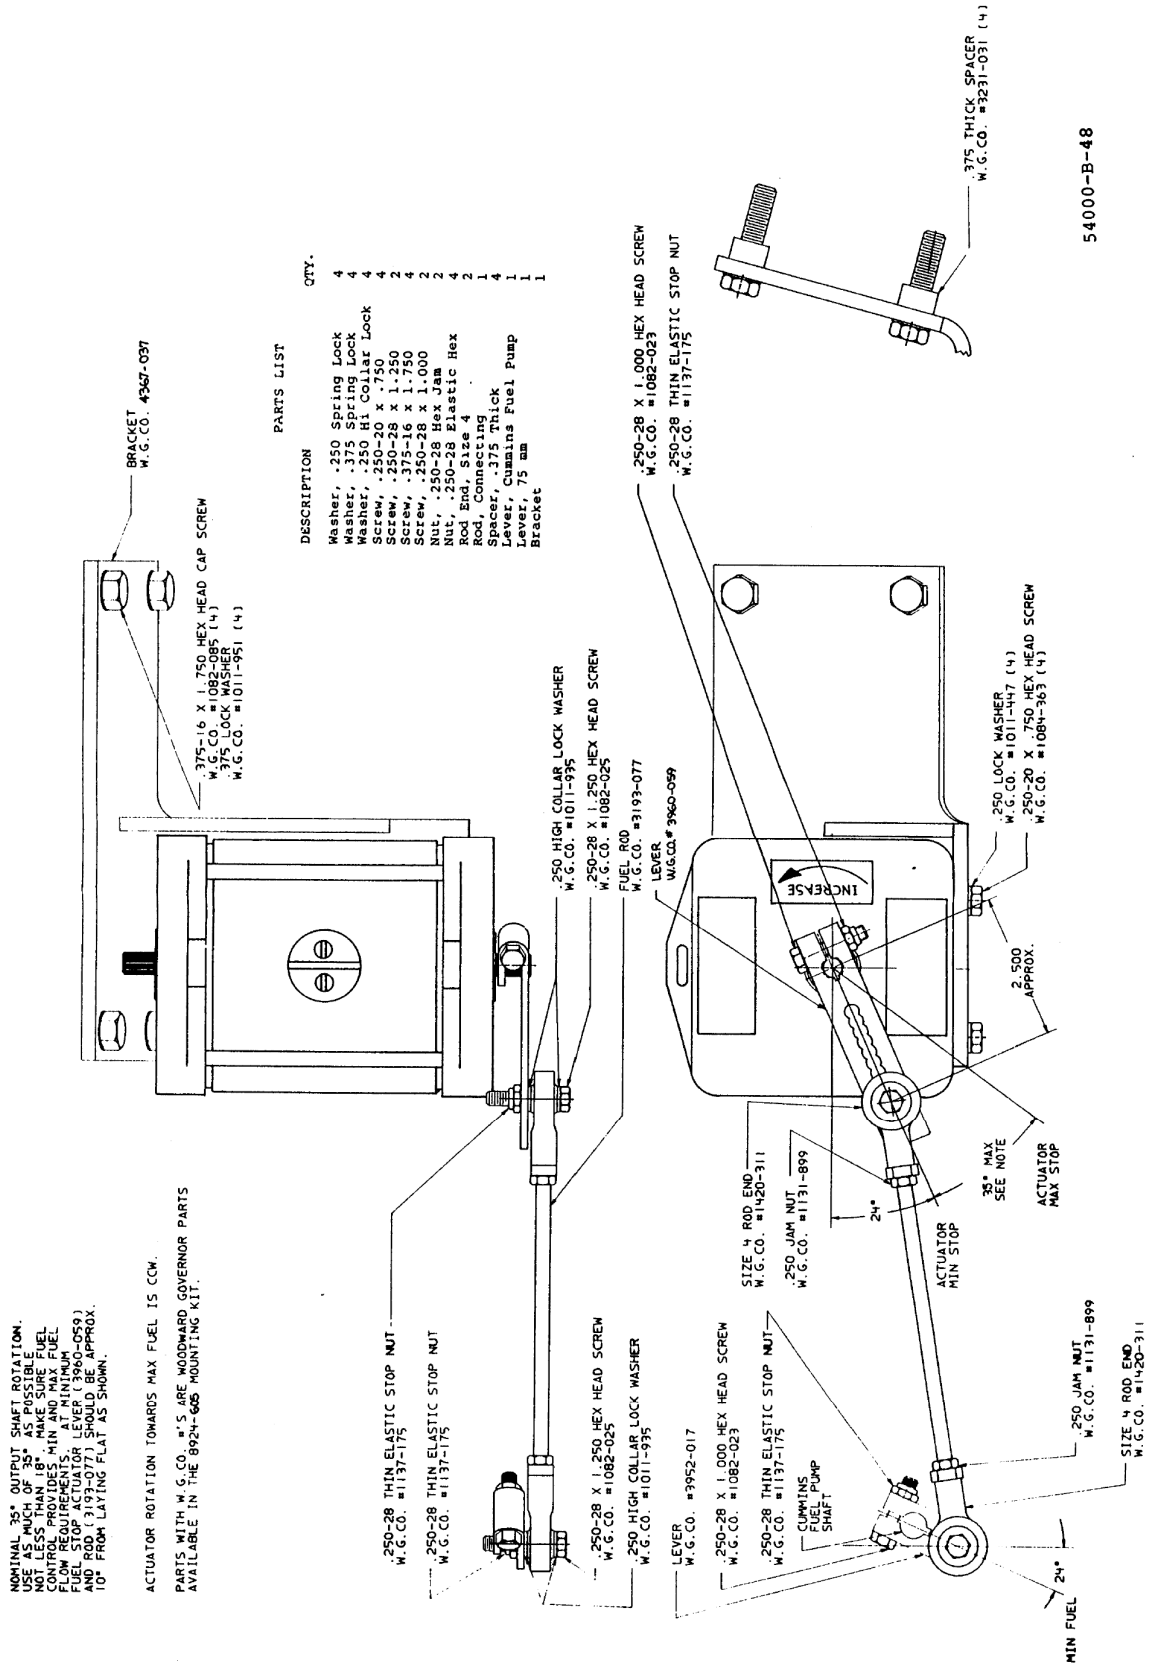 NOMINAL 35° OUTPUT SHAFT ROTATION.
USE AS MUCH OF 35° AS POSSIBLE
NOT LESS THAN 18°. MAKE SURE FUEL
CONTROL PROVIDES MIN AND MAX FUEL
FLOW REQUIREMENTS. AT MINIMUM
FUEL STOP ACTUATOR LEVER (3960-059)
AND ROD (3193-077) SHOULD BE APPROX.
10° FROM LAYING FLAT AS SHOWN.
ACTUATOR ROTATION TOWARDS MAX FUEL IS CCW.
PARTS WITH W.G.CO. #'S ARE WOODWARD GOVERNOR PARTS
AVAILABLE IN THE 8924-605 MOUNTING KIT.
BRACKET
W.G.CO. 4367-037
.375-16 X 1.750 HEX HEAD CAP SCREW
W.G.CO. #1082-085 (4)
.375 LOCK WASHER
W.G.CO. #1011-951 (4)
PARTS LIST
DESCRIPTION QTY.
Washer, .250 Spring Lock 4
Washer, .375 Spring Lock 4
Washer, .250 Hi Collar Lock 4
Screw, .250-20 x .750 4
Screw, .250-28 x 1.250 2
Screw, .375-16 x 1.750 4
Screw, .250-28 x 1.000 2
Nut, .250-28 Hex Jam 2
Nut, .250-28 Elastic Hex 4
Rod End, Size 4 2
Rod, Connecting 1
Spacer, .375 Thick 4
Lever, Cummins Fuel Pump 1
Lever, 75 mm 1
Bracket 1
.250-28 THIN ELASTIC STOP NUT
W.G.CO. #1137-175
.250-28 THIN ELASTIC STOP NUT
W.G.CO. #1137-175
.250 HIGH COLLAR LOCK WASHER
W.G.CO. #1011-935
.250-28 X 1.250 HEX HEAD SCREW
W.G.CO. #1082-025
FUEL ROD
W.G.CO. #3193-077
LEVER
W.G.CO.# 3960-059
.250-28 X 1.250 HEX HEAD SCREW
W.G.CO. #1082-025
.250 HIGH COLLAR LOCK WASHER
W.G.CO. #1011-935
.250-28 X 1.000 HEX HEAD SCREW
W.G.CO. #1082-023
.250-28 THIN ELASTIC STOP NUT
W.G.CO. #1137-175
LEVER
W.G.CO. #3952-017
.250-28 X 1.000 HEX HEAD SCREW
W.G.CO. #1082-023
.250-28 THIN ELASTIC STOP NUT
W.G.CO. #1137-175
CUMMINS
FUEL PUMP
SHAFT
SIZE 4 ROD END
W.G.CO. #1420-311
.250 JAM NUT
W.G.CO. #1131-899
INCREASE
24°
ACTUATOR
MIN STOP
35° MAX
SEE NOTE
ACTUATOR
MAX STOP
2.500
APPROX.
.250 LOCK WASHER
W.G.CO. #1011-447 (4)
.250-20 X .750 HEX HEAD SCREW
W.G.CO. #1084-363 (4)
24°
MIN FUEL
.250 JAM NUT
W.G.CO. #1131-899
SIZE 4 ROD END
W.G.CO. #1420-311
.375 THICK SPACER
W.G.CO. #3231-031 (4)
54000-B-48